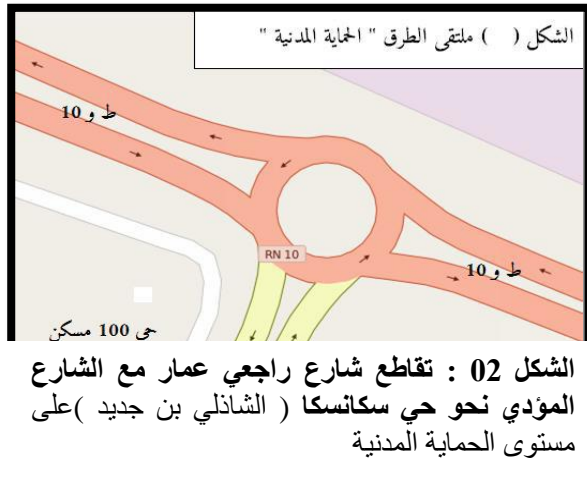 الشكل (   ) ملتقى الطرق " الحماية المدنية "
ط و 10
RN 10
ط و 10
حي 100 مسكن
الشكل 02 : تقاطع شارع راجعي عمار مع الشارع
المؤدي نحو حي سكانسكا ( الشاذلي بن جديد )على
مستوى الحماية المدنية